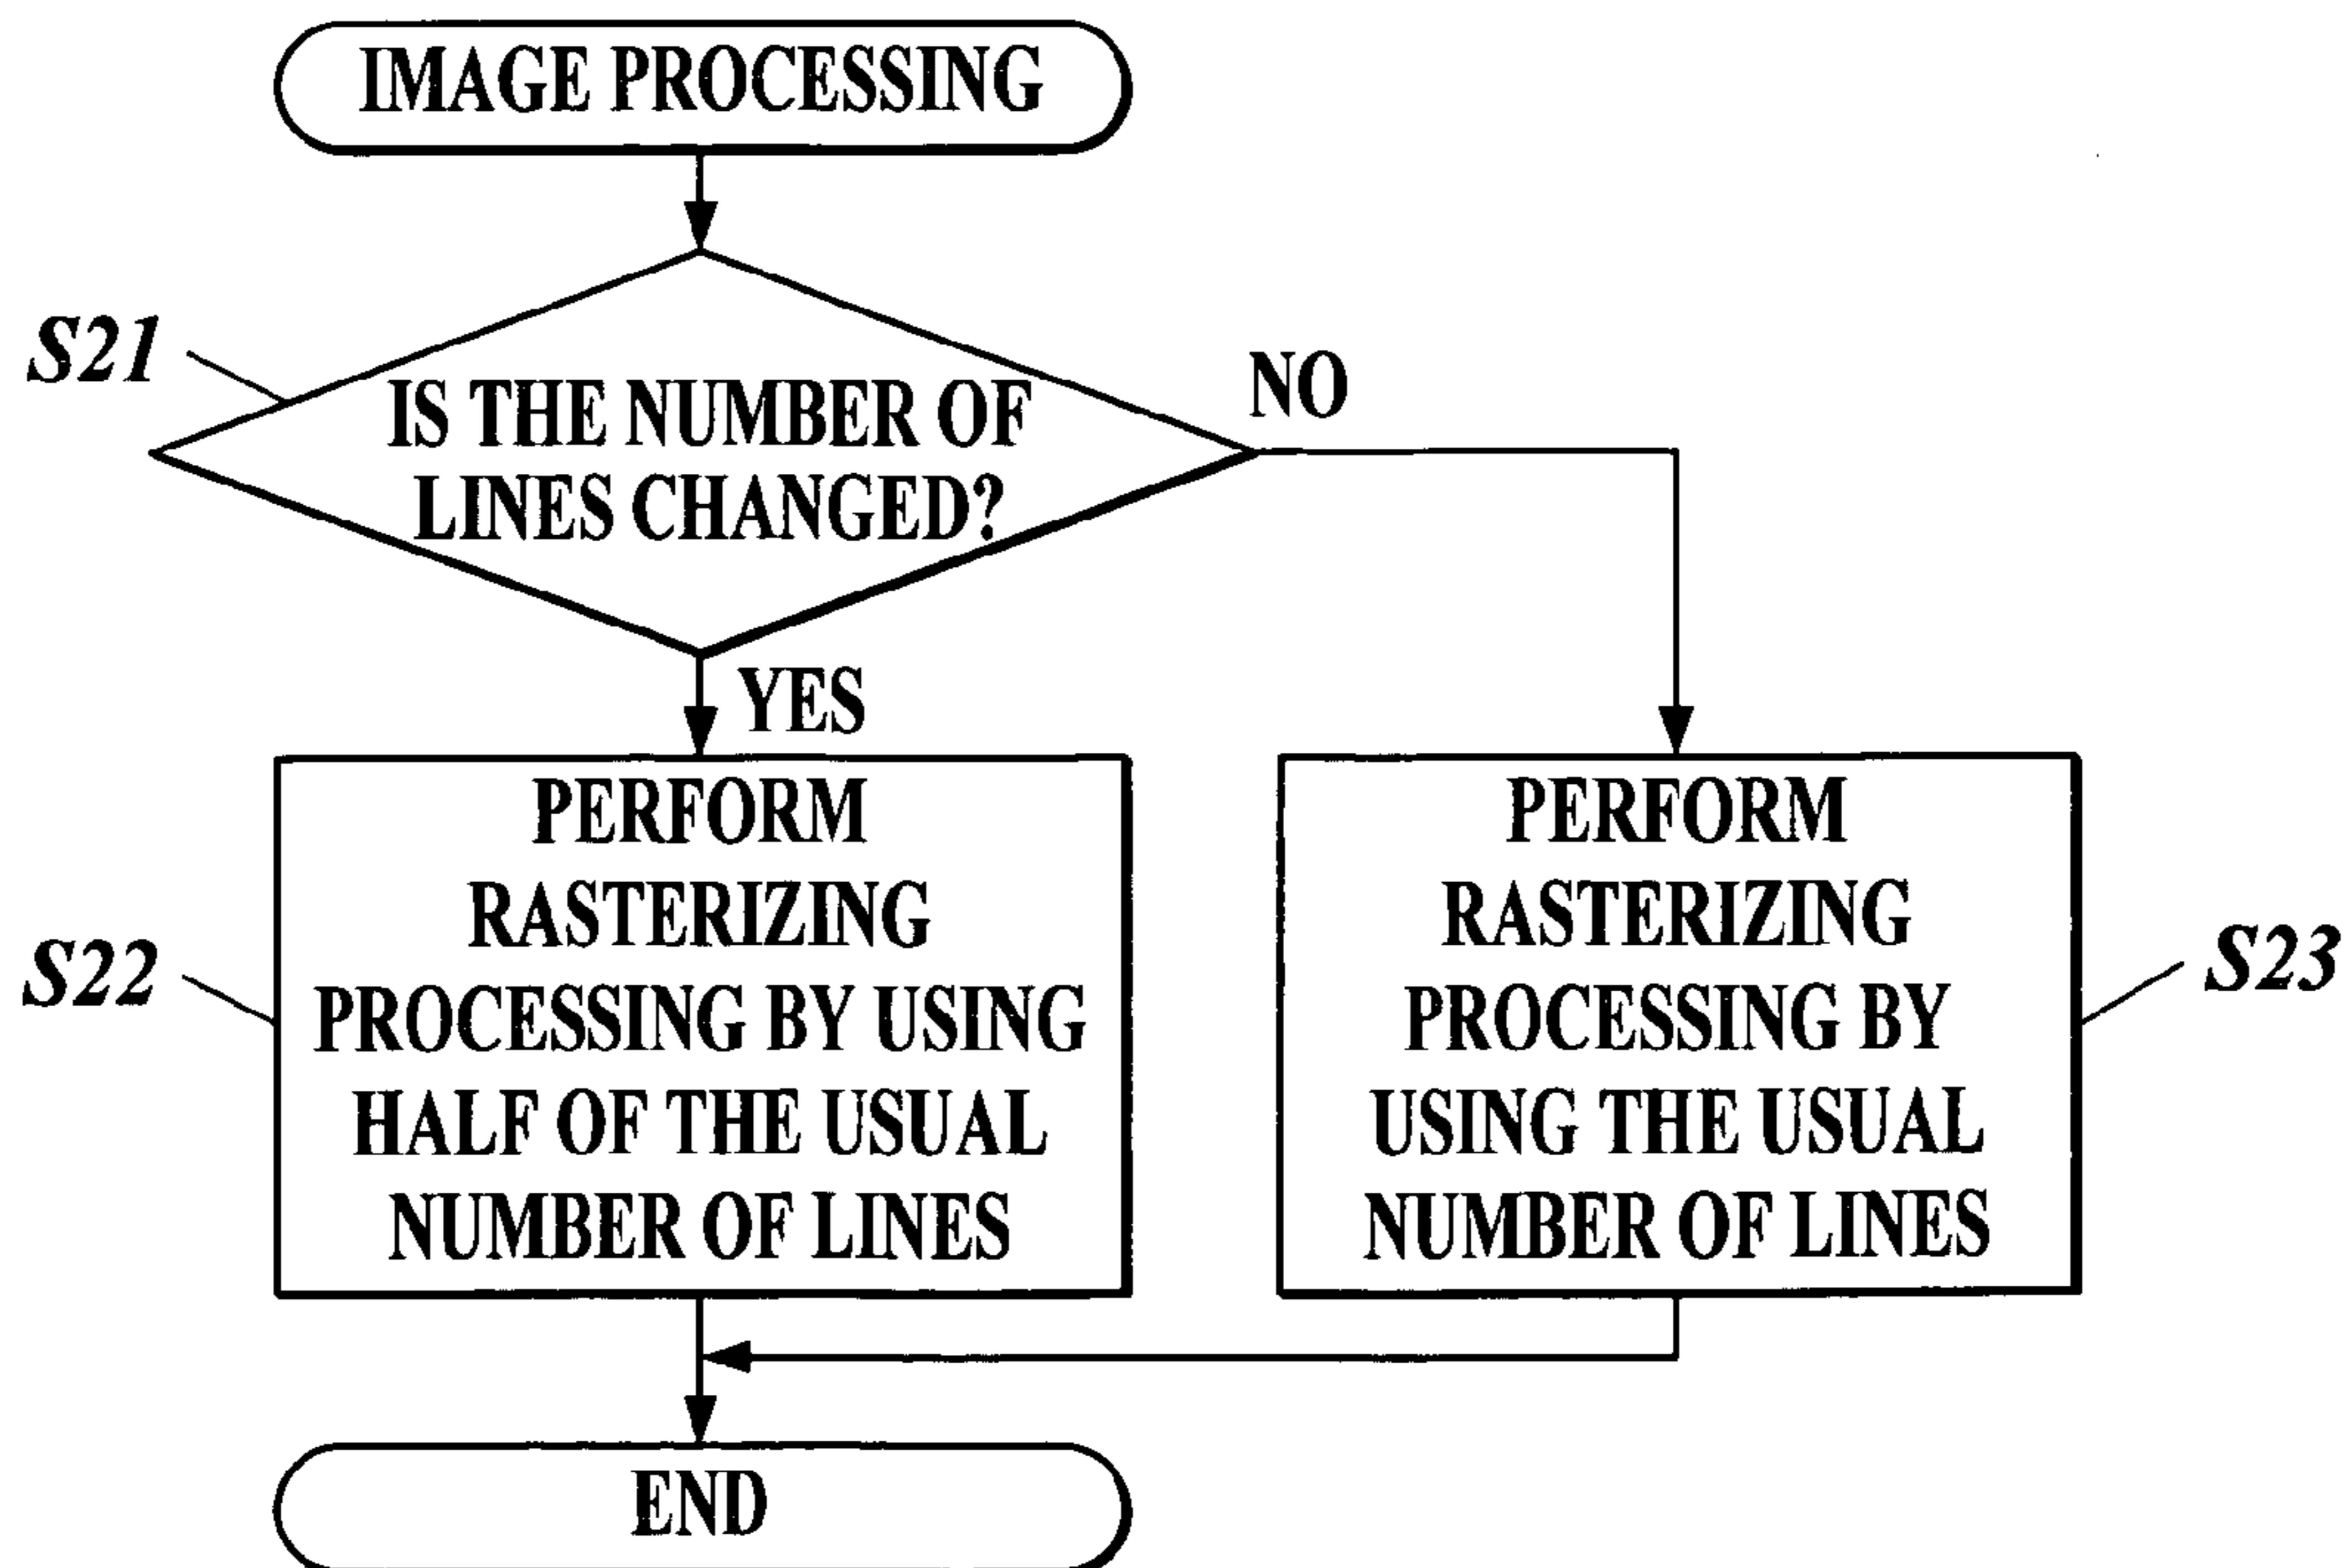 IMAGE PROCESSING
S21
IS THE NUMBER OF
LINES CHANGED?
NO
YES
PERFORM
RASTERIZING
PROCESSING BY USING
HALF OF THE USUAL
NUMBER OF LINES
S22
PERFORM
RASTERIZING
PROCESSING BY
USING THE USUAL
NUMBER OF LINES
S23
END